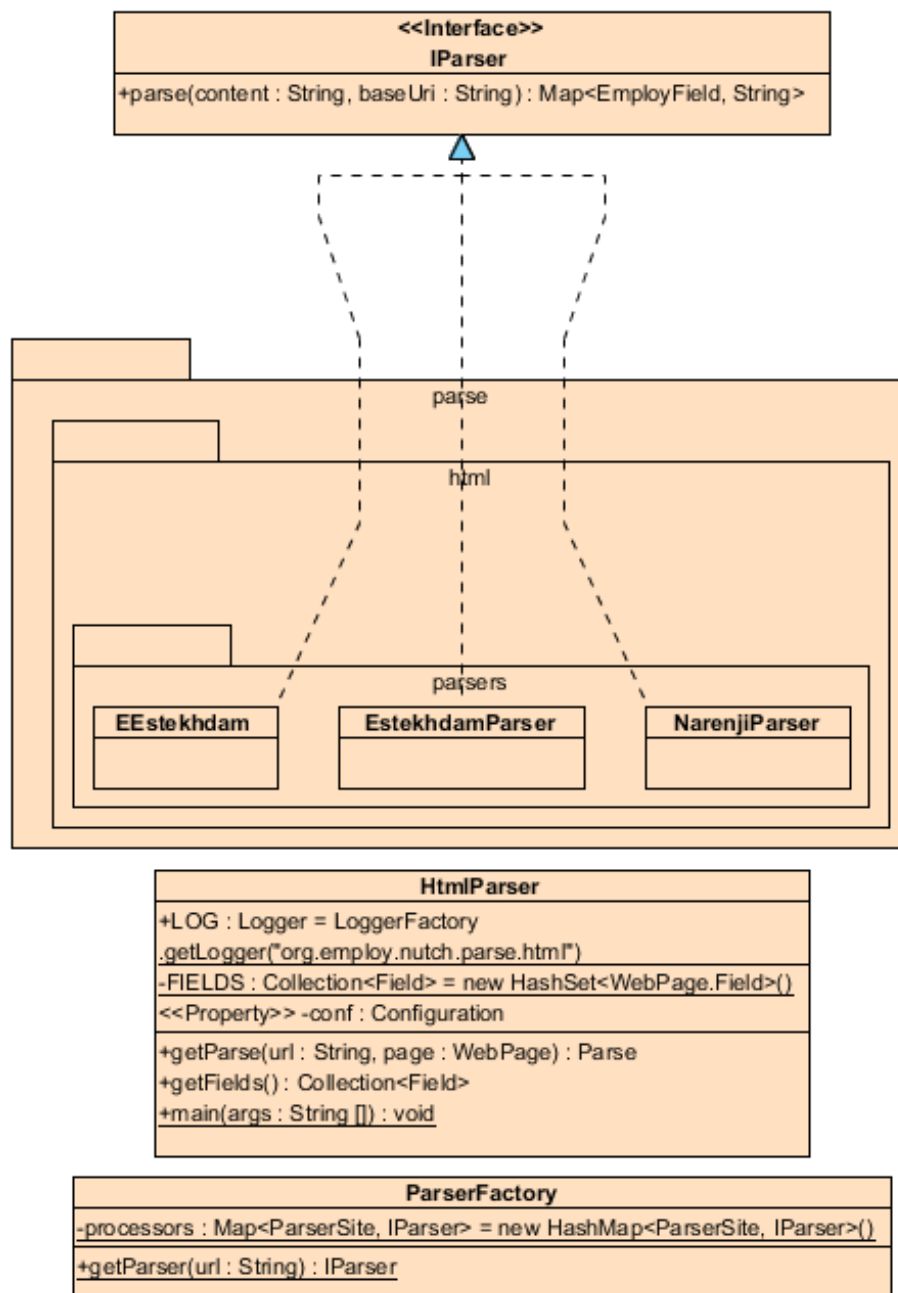 <<Interface>>
IParser
+parse(content : String, baseUri : String) : Map<EmployField, String>
parse
html
parsers
EEstekhdam
EstekhdamParser
NarenjiParser
HtmlParser
+LOG : Logger = LoggerFactory
.getLogger("org.employ.nutch.parse.html")
-FIELDS : Collection<Field> = new HashSet<WebPage.Field>()
<<Property>> -conf : Configuration
+getParse(url : String, page : WebPage) : Parse
+getFields() : Collection<Field>
+main(args : String []) : void
ParserFactory
-processors : Map<ParserSite, IParser> = new HashMap<ParserSite, IParser>()
+getParser(url : String) : IParser